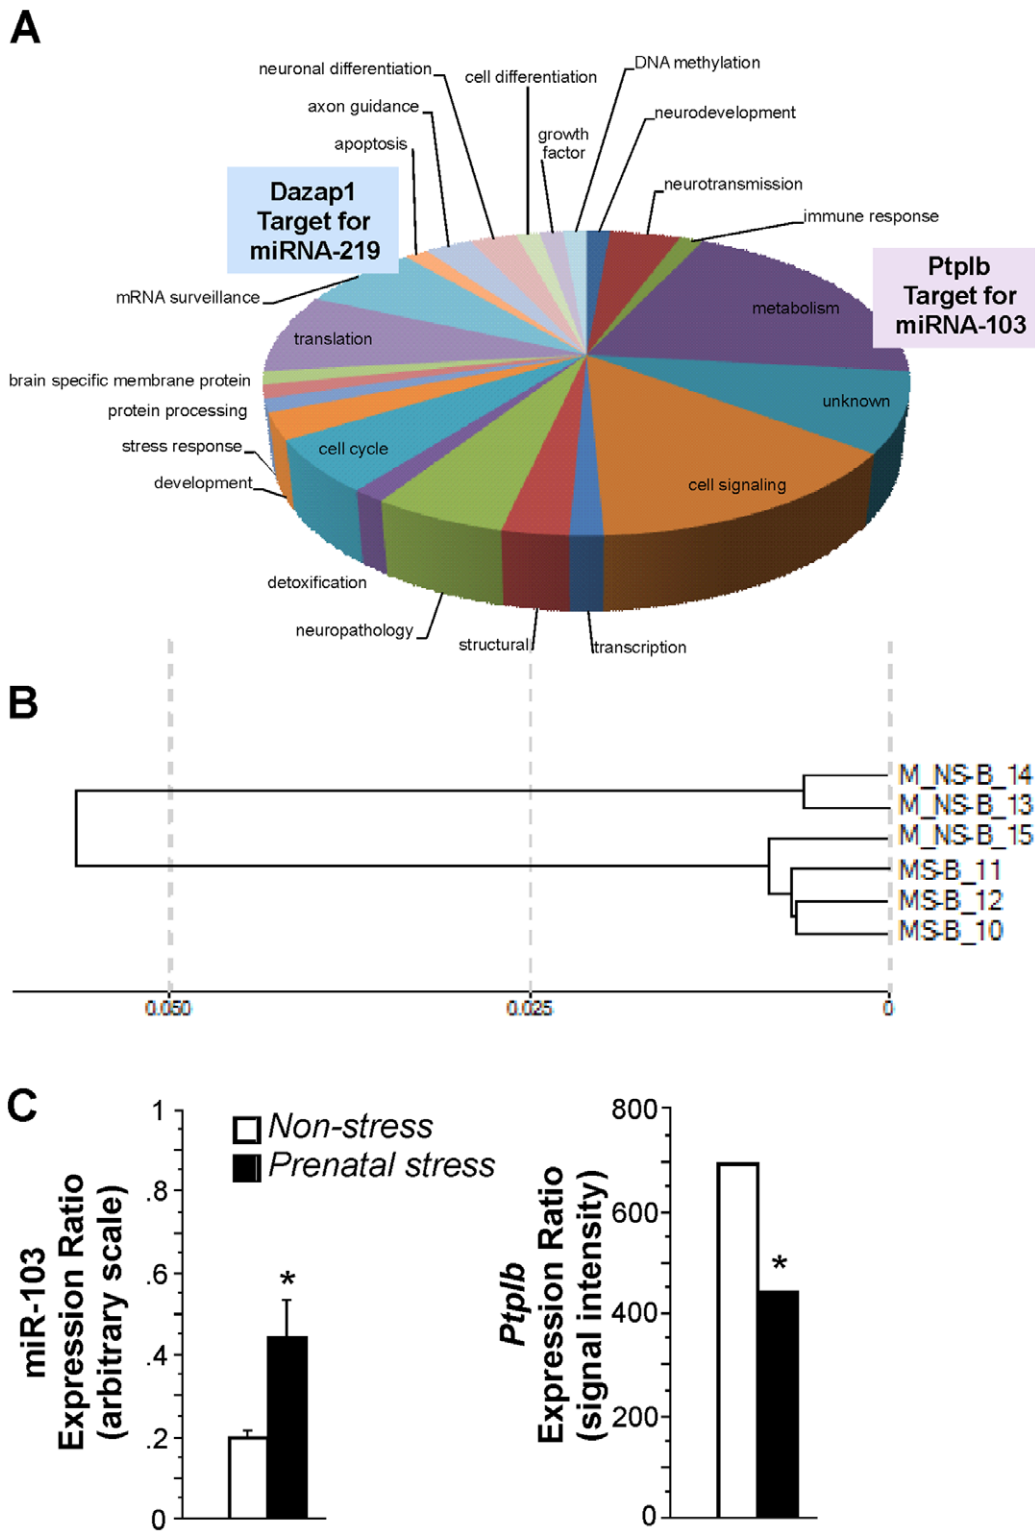 A
neuronal differentiation
cell differentiation
DNA methylation
axon guidance
neurodevelopment
apoptosis
growth
factor
Dazap1
Target for
miRNA-219
neurotransmission
immune response
Ptplb
Target for
miRNA-103
mRNA surveillance
metabolism
translation
brain specific membrane protein
unknown
protein processing
stress response
cell cycle
development
cell signaling
detoxification
neuropathology
structural
transcription
B
M_NS-B_14
M_NS-B_13
M_NS-B_15
MS-B_11
MS-B_12
MS-B_10
0.050
0.025
0
C
miR-103
Expression Ratio
(arbitrary scale)
1
.8
.6
.4
.2
0
Non-stress
Prenatal stress
*
Ptplb
Expression Ratio
(signal intensity)
800
600
400
200
0
*